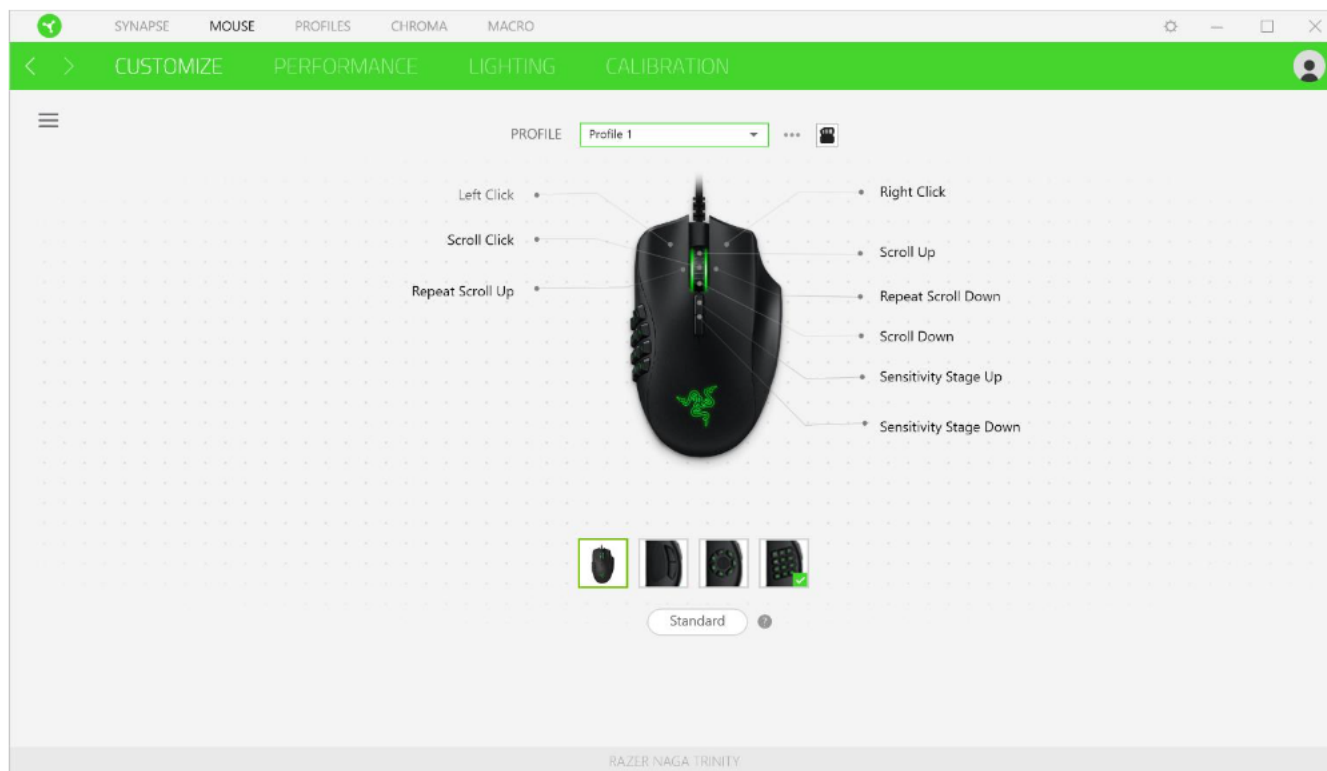 SYNAPSE MOUSE PROFILES CHROMA MACRO
CUSTOMIZE PERFORMANCE LIGHTING CALIBRATION
PROFILE Profile 1
Left Click
Right Click
Scroll Click
Scroll Up
Repeat Scroll Up
Repeat Scroll Down
Scroll Down
Sensitivity Stage Up
Sensitivity Stage Down
Standard ?
RAZER NAGA TRINITY